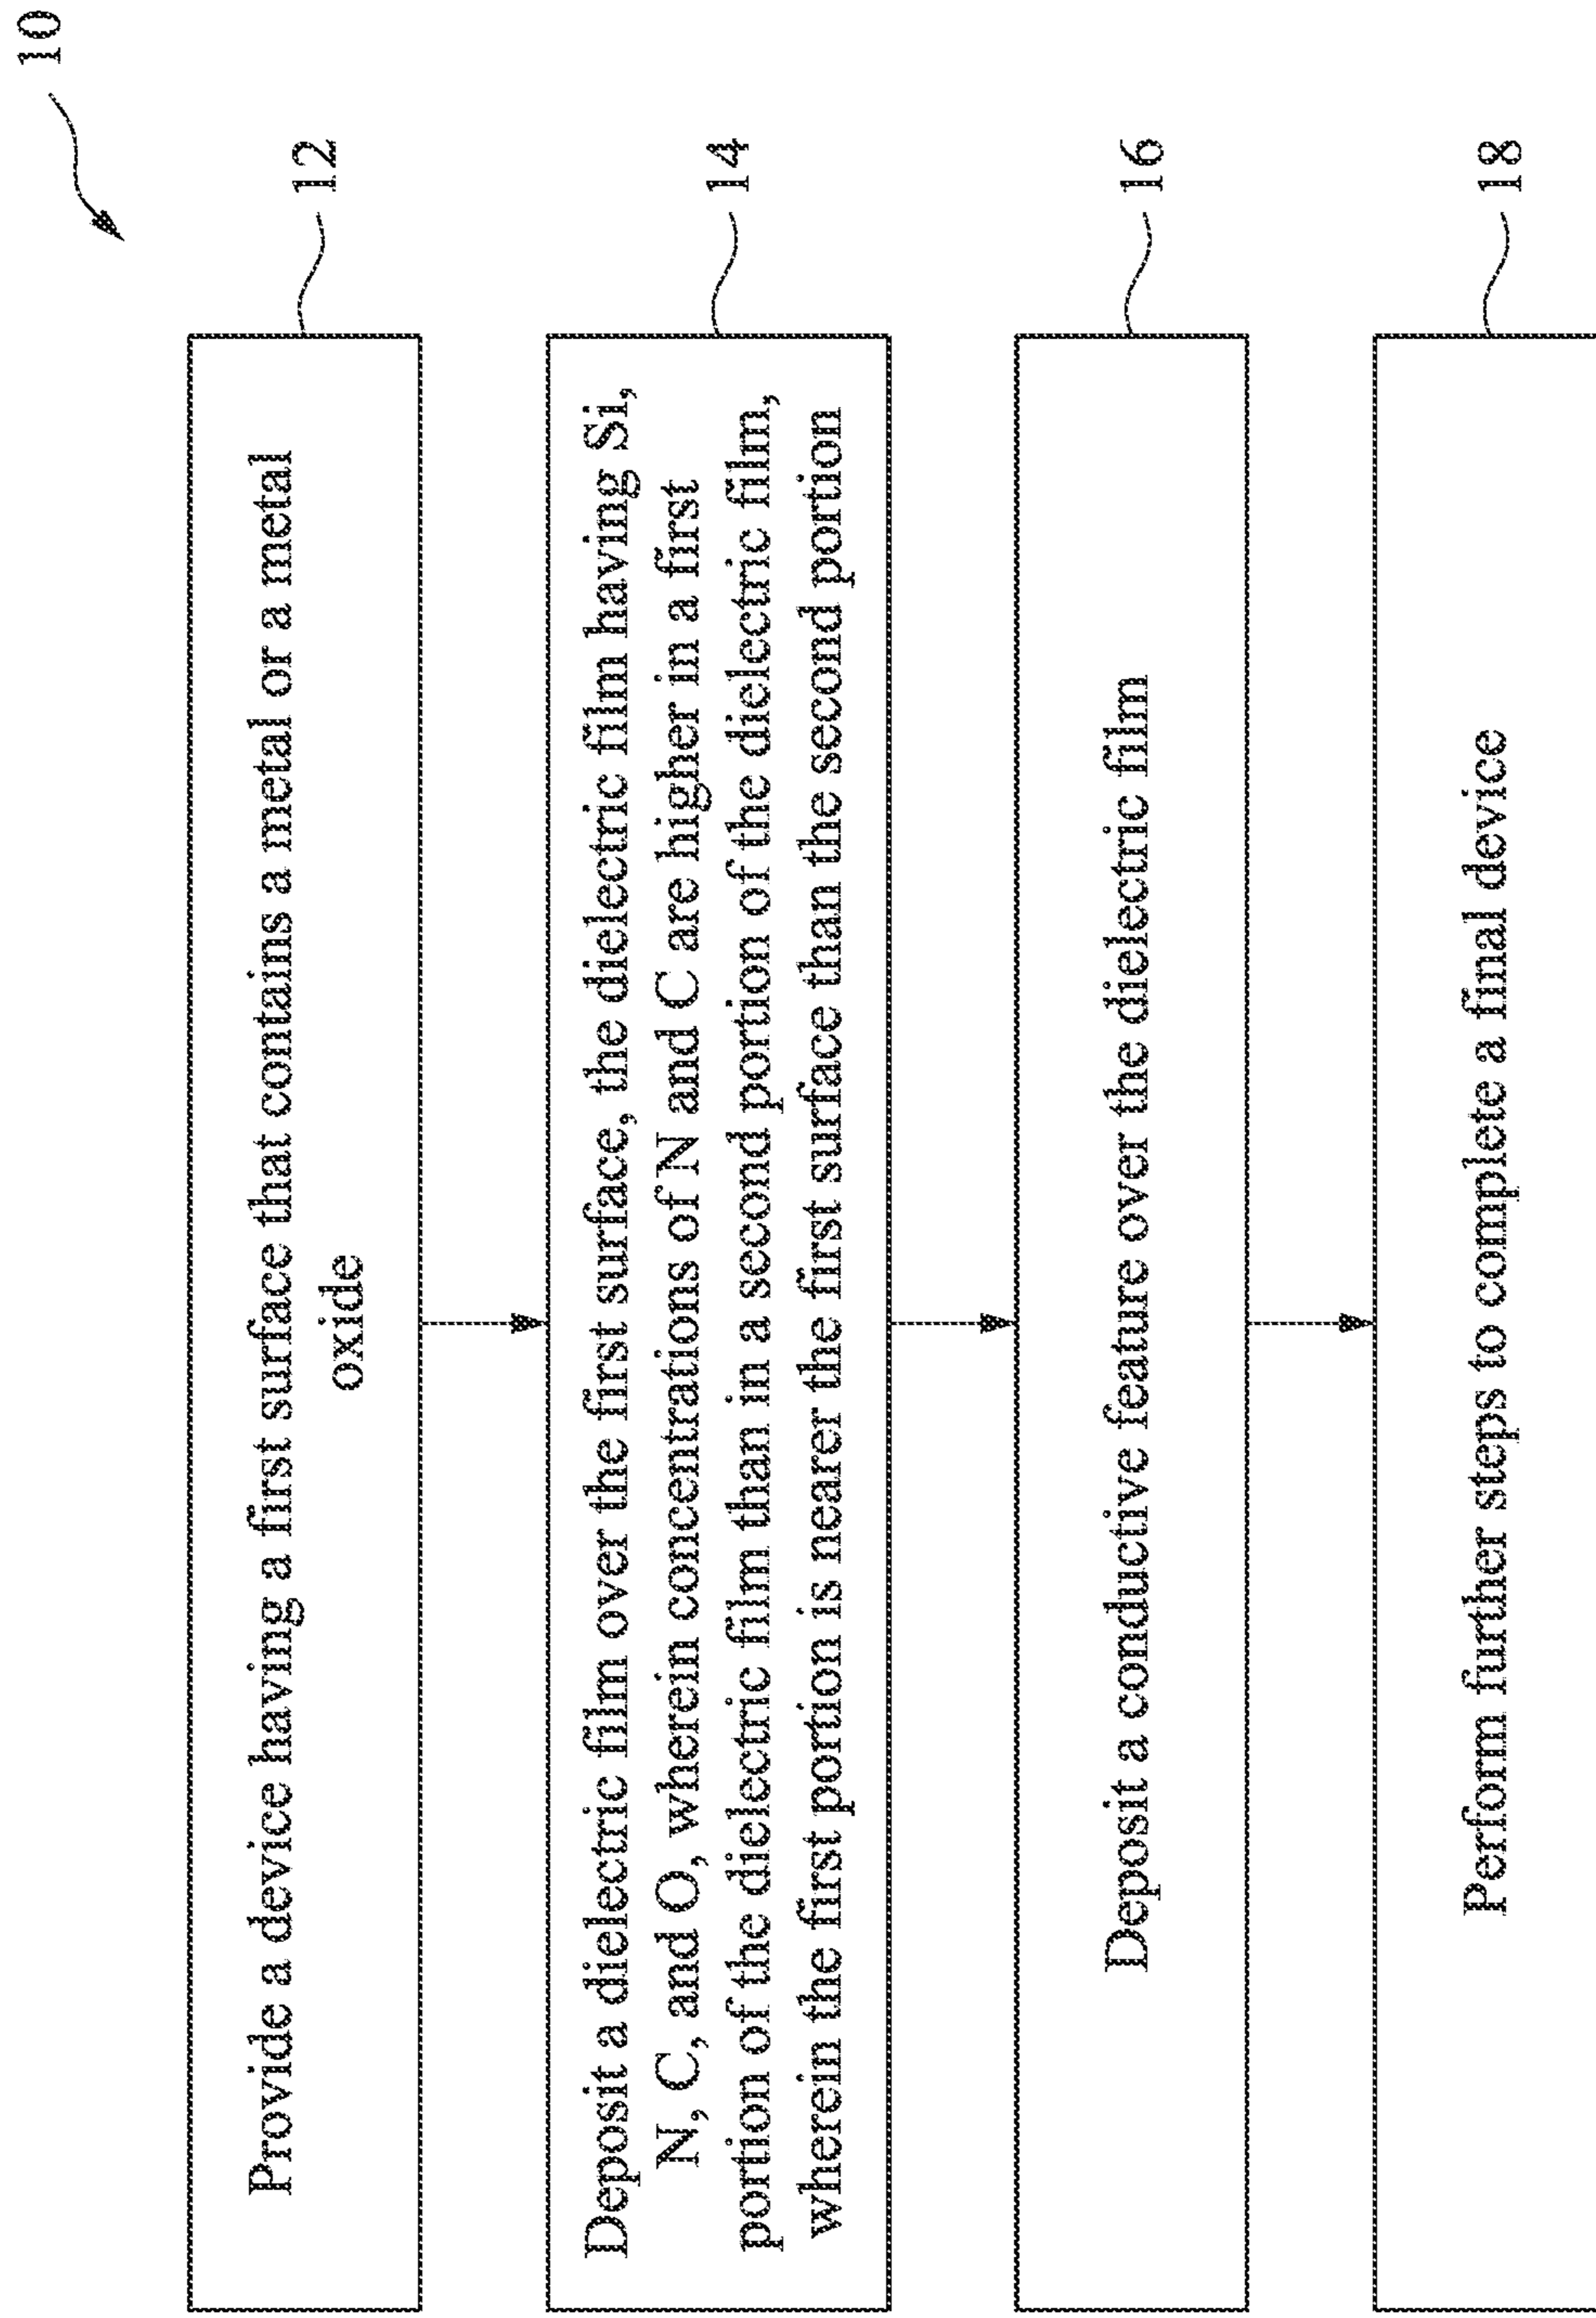 10
Provide a device having a first surface that contains a metal or a metal
oxide
12
Deposit a dielectric film over the first surface, the dielectric film having Si,
N, C, and O, wherein concentrations of N and C are higher in a first
portion of the dielectric film than in a second portion of the dielectric film,
wherein the first portion is nearer the first surface than the second portion
14
Deposit a conductive feature over the dielectric film
16
Perform further steps to complete a final device
18